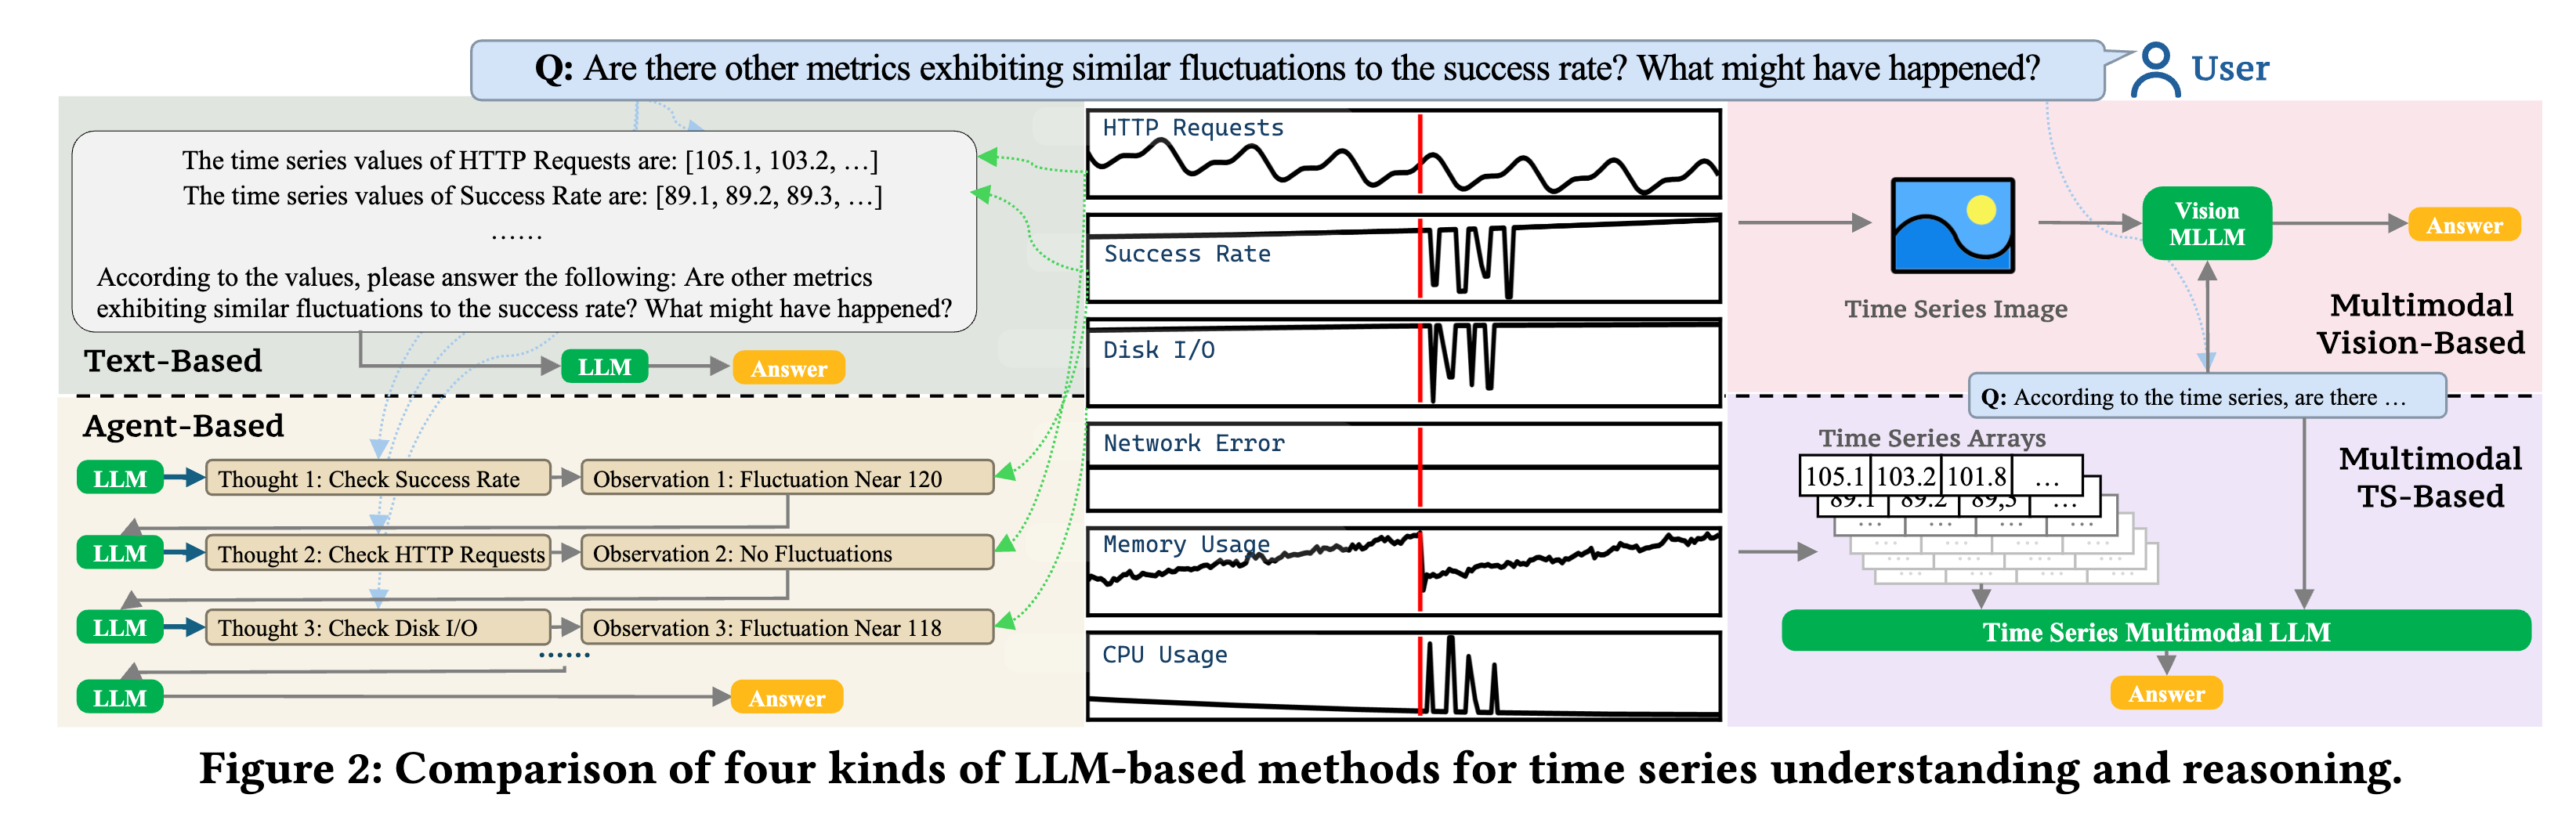 Q: Are there other metrics exhibiting similar fluctuations to the success rate? What might have happened?
User
The time series values of HTTP Requests are: [105.1, 103.2, …]
The time series values of Success Rate are: [89.1, 89.2, 89.3, …]
……
According to the values, please answer the following: Are other metrics
exhibiting similar fluctuations to the success rate? What might have happened?
Text-Based
LLM
Answer
Agent-Based
LLM
Thought 1: Check Success Rate
Observation 1: Fluctuation Near 120
LLM
Thought 2: Check HTTP Requests
Observation 2: No Fluctuations
LLM
Thought 3: Check Disk I/O
Observation 3: Fluctuation Near 118
……
LLM
Answer
HTTP Requests
Success Rate
Disk I/O
Network Error
Memory Usage
CPU Usage
Time Series Image
Vision
MLLM
Answer
Multimodal
Vision-Based
Q: According to the time series, are there …
Time Series Arrays
105.1 103.2 101.8 …
89.1 89.2 89,3 …
… … … …
… … … …
… … … …
… … … …
Multimodal
TS-Based
Time Series Multimodal LLM
Answer
Figure 2: Comparison of four kinds of LLM-based methods for time series understanding and reasoning.